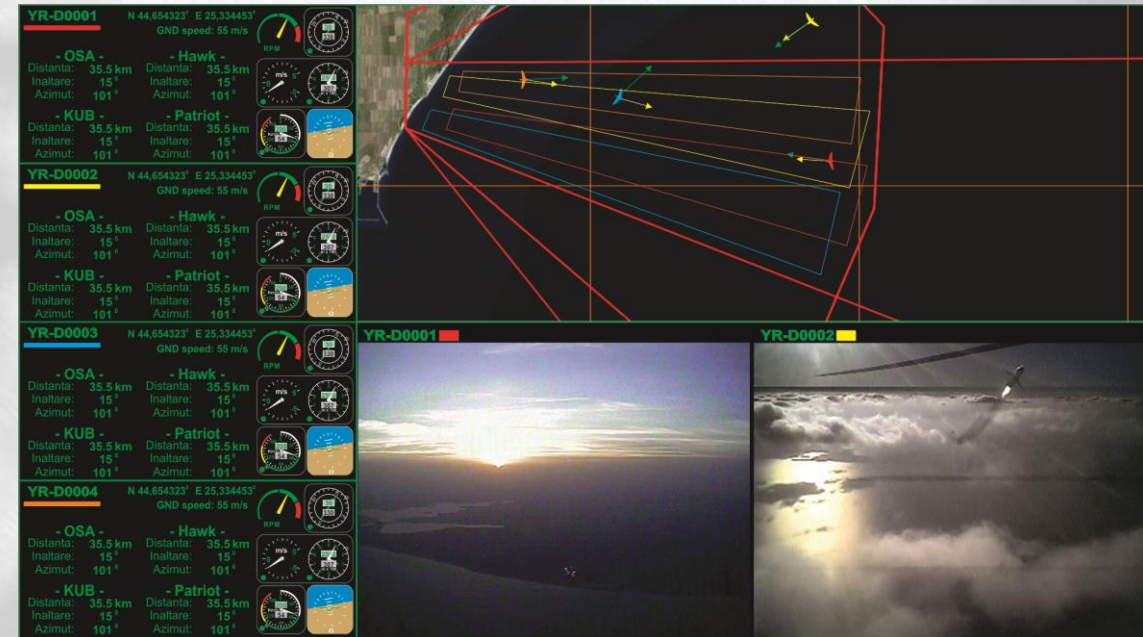 YR-D0001 N 44,654323° E 25,334453°
GND speed: 55 m/s
- OSA - - Hawk -
Distanta: 35.5 km Distanta: 35.5 km
Inaltare: 15° Inaltare: 15°
Azimut: 101° Azimut: 101°
- KUB - - Patriot -
Distanta: 35.5 km Distanta: 35.5 km
Inaltare: 15° Inaltare: 15°
Azimut: 101° Azimut: 101°
RPM
m/s
YR-D0002 N 44,654323° E 25,334453°
GND speed: 55 m/s
- OSA - - Hawk -
Distanta: 35.5 km Distanta: 35.5 km
Inaltare: 15° Inaltare: 15°
Azimut: 101° Azimut: 101°
- KUB - - Patriot -
Distanta: 35.5 km Distanta: 35.5 km
Inaltare: 15° Inaltare: 15°
Azimut: 101° Azimut: 101°
RPM
m/s
YR-D0003 N 44,654323° E 25,334453°
GND speed: 55 m/s
- OSA - - Hawk -
Distanta: 35.5 km Distanta: 35.5 km
Inaltare: 15° Inaltare: 15°
Azimut: 101° Azimut: 101°
- KUB - - Patriot -
Distanta: 35.5 km Distanta: 35.5 km
Inaltare: 15° Inaltare: 15°
Azimut: 101° Azimut: 101°
RPM
m/s
YR-D0004 N 44,654323° E 25,334453°
GND speed: 55 m/s
- OSA - - Hawk -
Distanta: 35.5 km Distanta: 35.5 km
Inaltare: 15° Inaltare: 15°
Azimut: 101° Azimut: 101°
- KUB - - Patriot -
Distanta: 35.5 km Distanta: 35.5 km
Inaltare: 15° Inaltare: 15°
Azimut: 101° Azimut: 101°
RPM
m/s
YR-D0001
YR-D0002